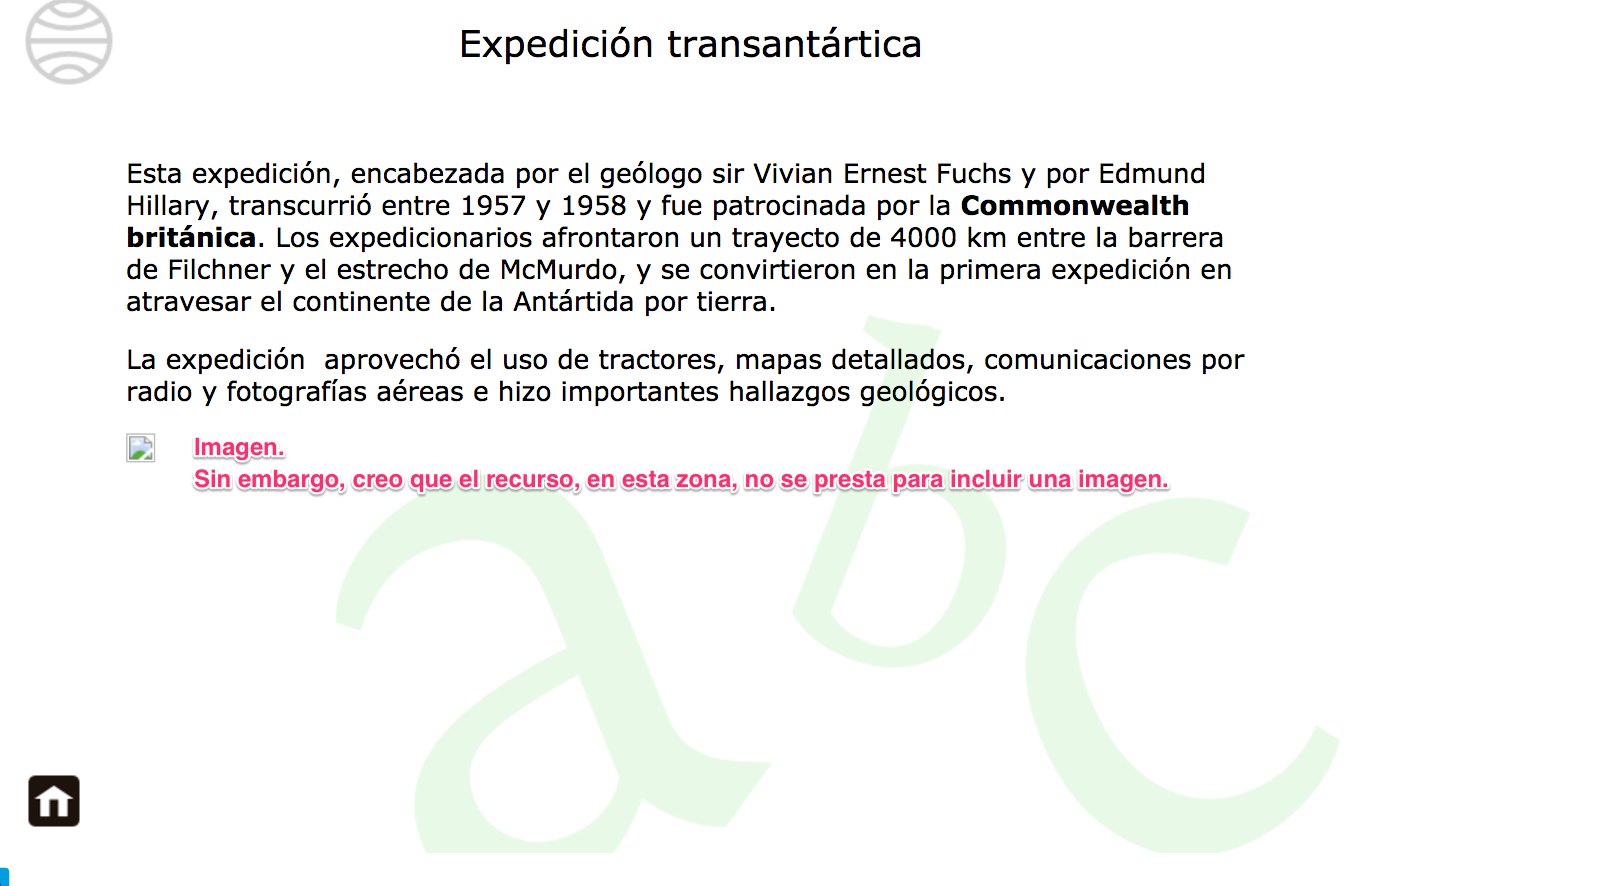 Expedición transantártica
Esta expedición, encabezada por el geólogo sir Vivian Ernest Fuchs y por Edmund
Hillary, transcurrió entre 1957 y 1958 y fue patrocinada por la Commonwealth
británica. Los expedicionarios afrontaron un trayecto de 4000 km entre la barrera
de Filchner y el estrecho de McMurdo, y se convirtieron en la primera expedición en
atravesar el continente de la Antártida por tierra.
La expedición  aprovechó el uso de tractores, mapas detallados, comunicaciones por
radio y fotografías aéreas e hizo importantes hallazgos geológicos.
Imagen.
Sin embargo, creo que el recurso, en esta zona, no se presta para incluir una imagen.
abc